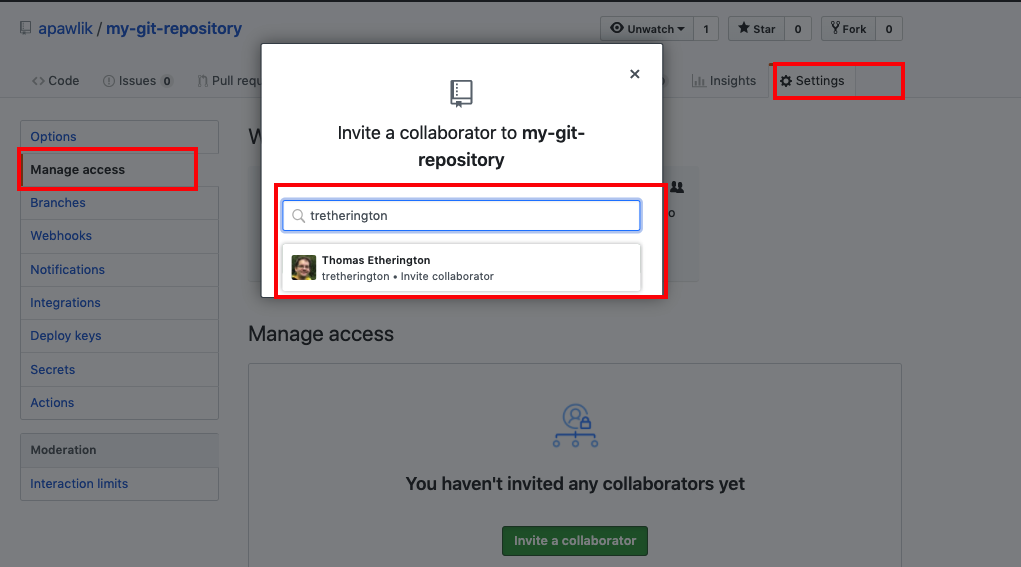 apawlik / my-git-repository
Unwatch 1 Star 0 Fork 0
Code Issues 0 Pull requ Insights Settings
Invite a collaborator to my-git-
repository
tretherington
Thomas Etherington
tretherington • Invite collaborator
Options
Manage access
Branches
Webhooks
Notifications
Integrations
Deploy keys
Secrets
Actions
Moderation
Interaction limits
Manage access
You haven't invited any collaborators yet
Invite a collaborator